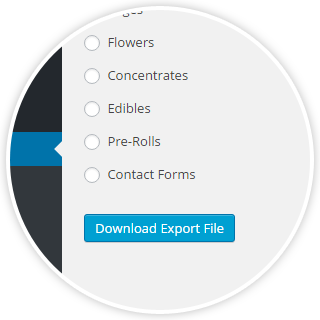 Flowers
Concentrates
Edibles
Pre-Rolls
Contact Forms
Download Export File